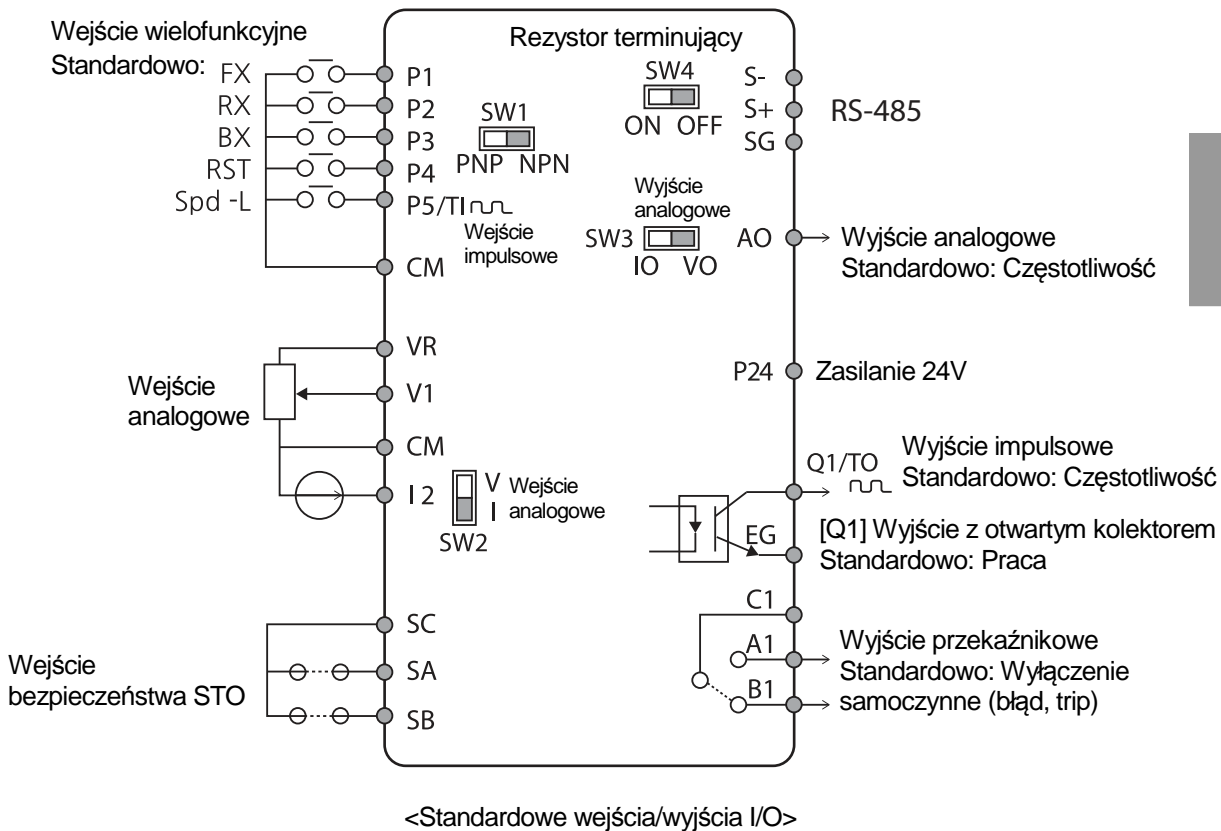 Wejście wielofunkcyjne
Standardowo:
FX
RX
BX
RST
Spd -L
P1
P2
P3
P4
P5/TI
Wejście
impulsowe
CM
SW1
PNP NPN
Rezystor terminujący
SW4
ON OFF
S-
S+
SG
RS-485
Wyjście
analogowe
SW3
IO VO
AO
Wyjście analogowe
Standardowo: Częstotliwość
Wejście
analogowe
VR
V1
CM
I2
V
I
Wejście
analogowe
SW2
P24
Zasilanie 24V
Q1/TO
Wyjście impulsowe
Standardowo: Częstotliwość
EG
[Q1] Wyjście z otwartym kolektorem
Standardowo: Praca
Wejście
bezpieczeństwa STO
SC
SA
SB
C1
A1
B1
Wyjście przekaźnikowe
Standardowo: Wyłączenie
samoczynne (błąd, trip)
<Standardowe wejścia/wyjścia I/O>